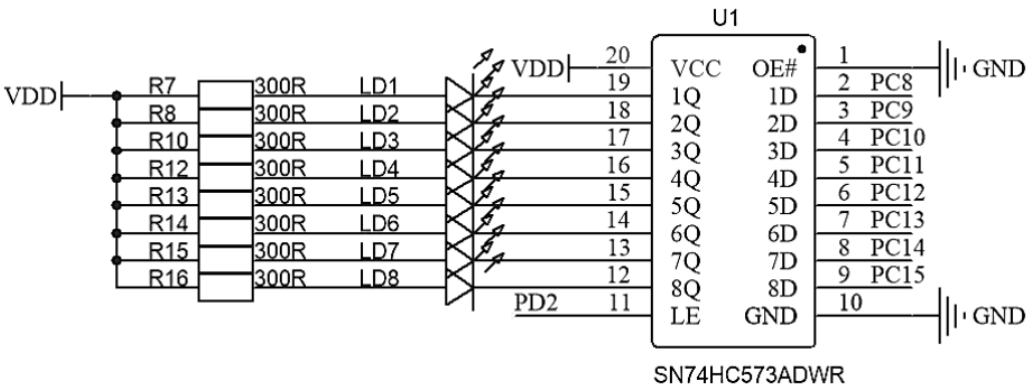 U1
VDD 20 VCC OE# 1 GND
VDD R7 300R LD1 19 1Q 1D 2 PC8
R8 300R LD2 18 2Q 2D 3 PC9
R10 300R LD3 17 3Q 3D 4 PC10
R12 300R LD4 16 4Q 4D 5 PC11
R13 300R LD5 15 5Q 5D 6 PC12
R14 300R LD6 14 6Q 6D 7 PC13
R15 300R LD7 13 7Q 7D 8 PC14
R16 300R LD8 12 8Q 8D 9 PC15
PD2 11 LE GND 10 GND
SN74HC573ADWR